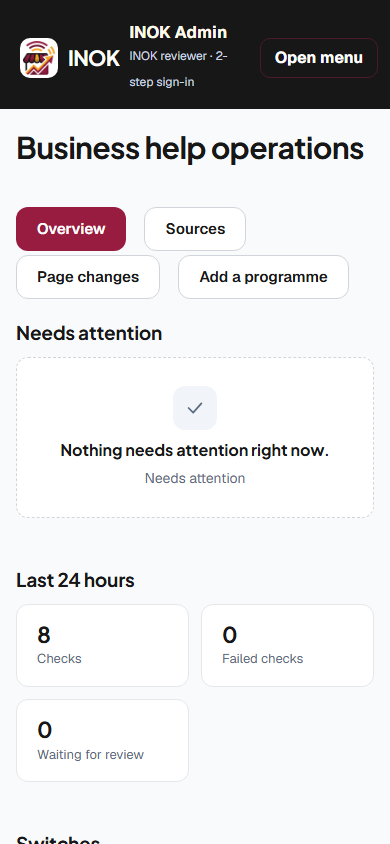 INOK
INOK Admin
INOK reviewer · 2-
step sign-in
Open menu
Business help operations
Overview
Sources
Page changes
Add a programme
Needs attention
Nothing needs attention right now.
Needs attention
Last 24 hours
8
Checks
0
Failed checks
0
Waiting for review
Switches